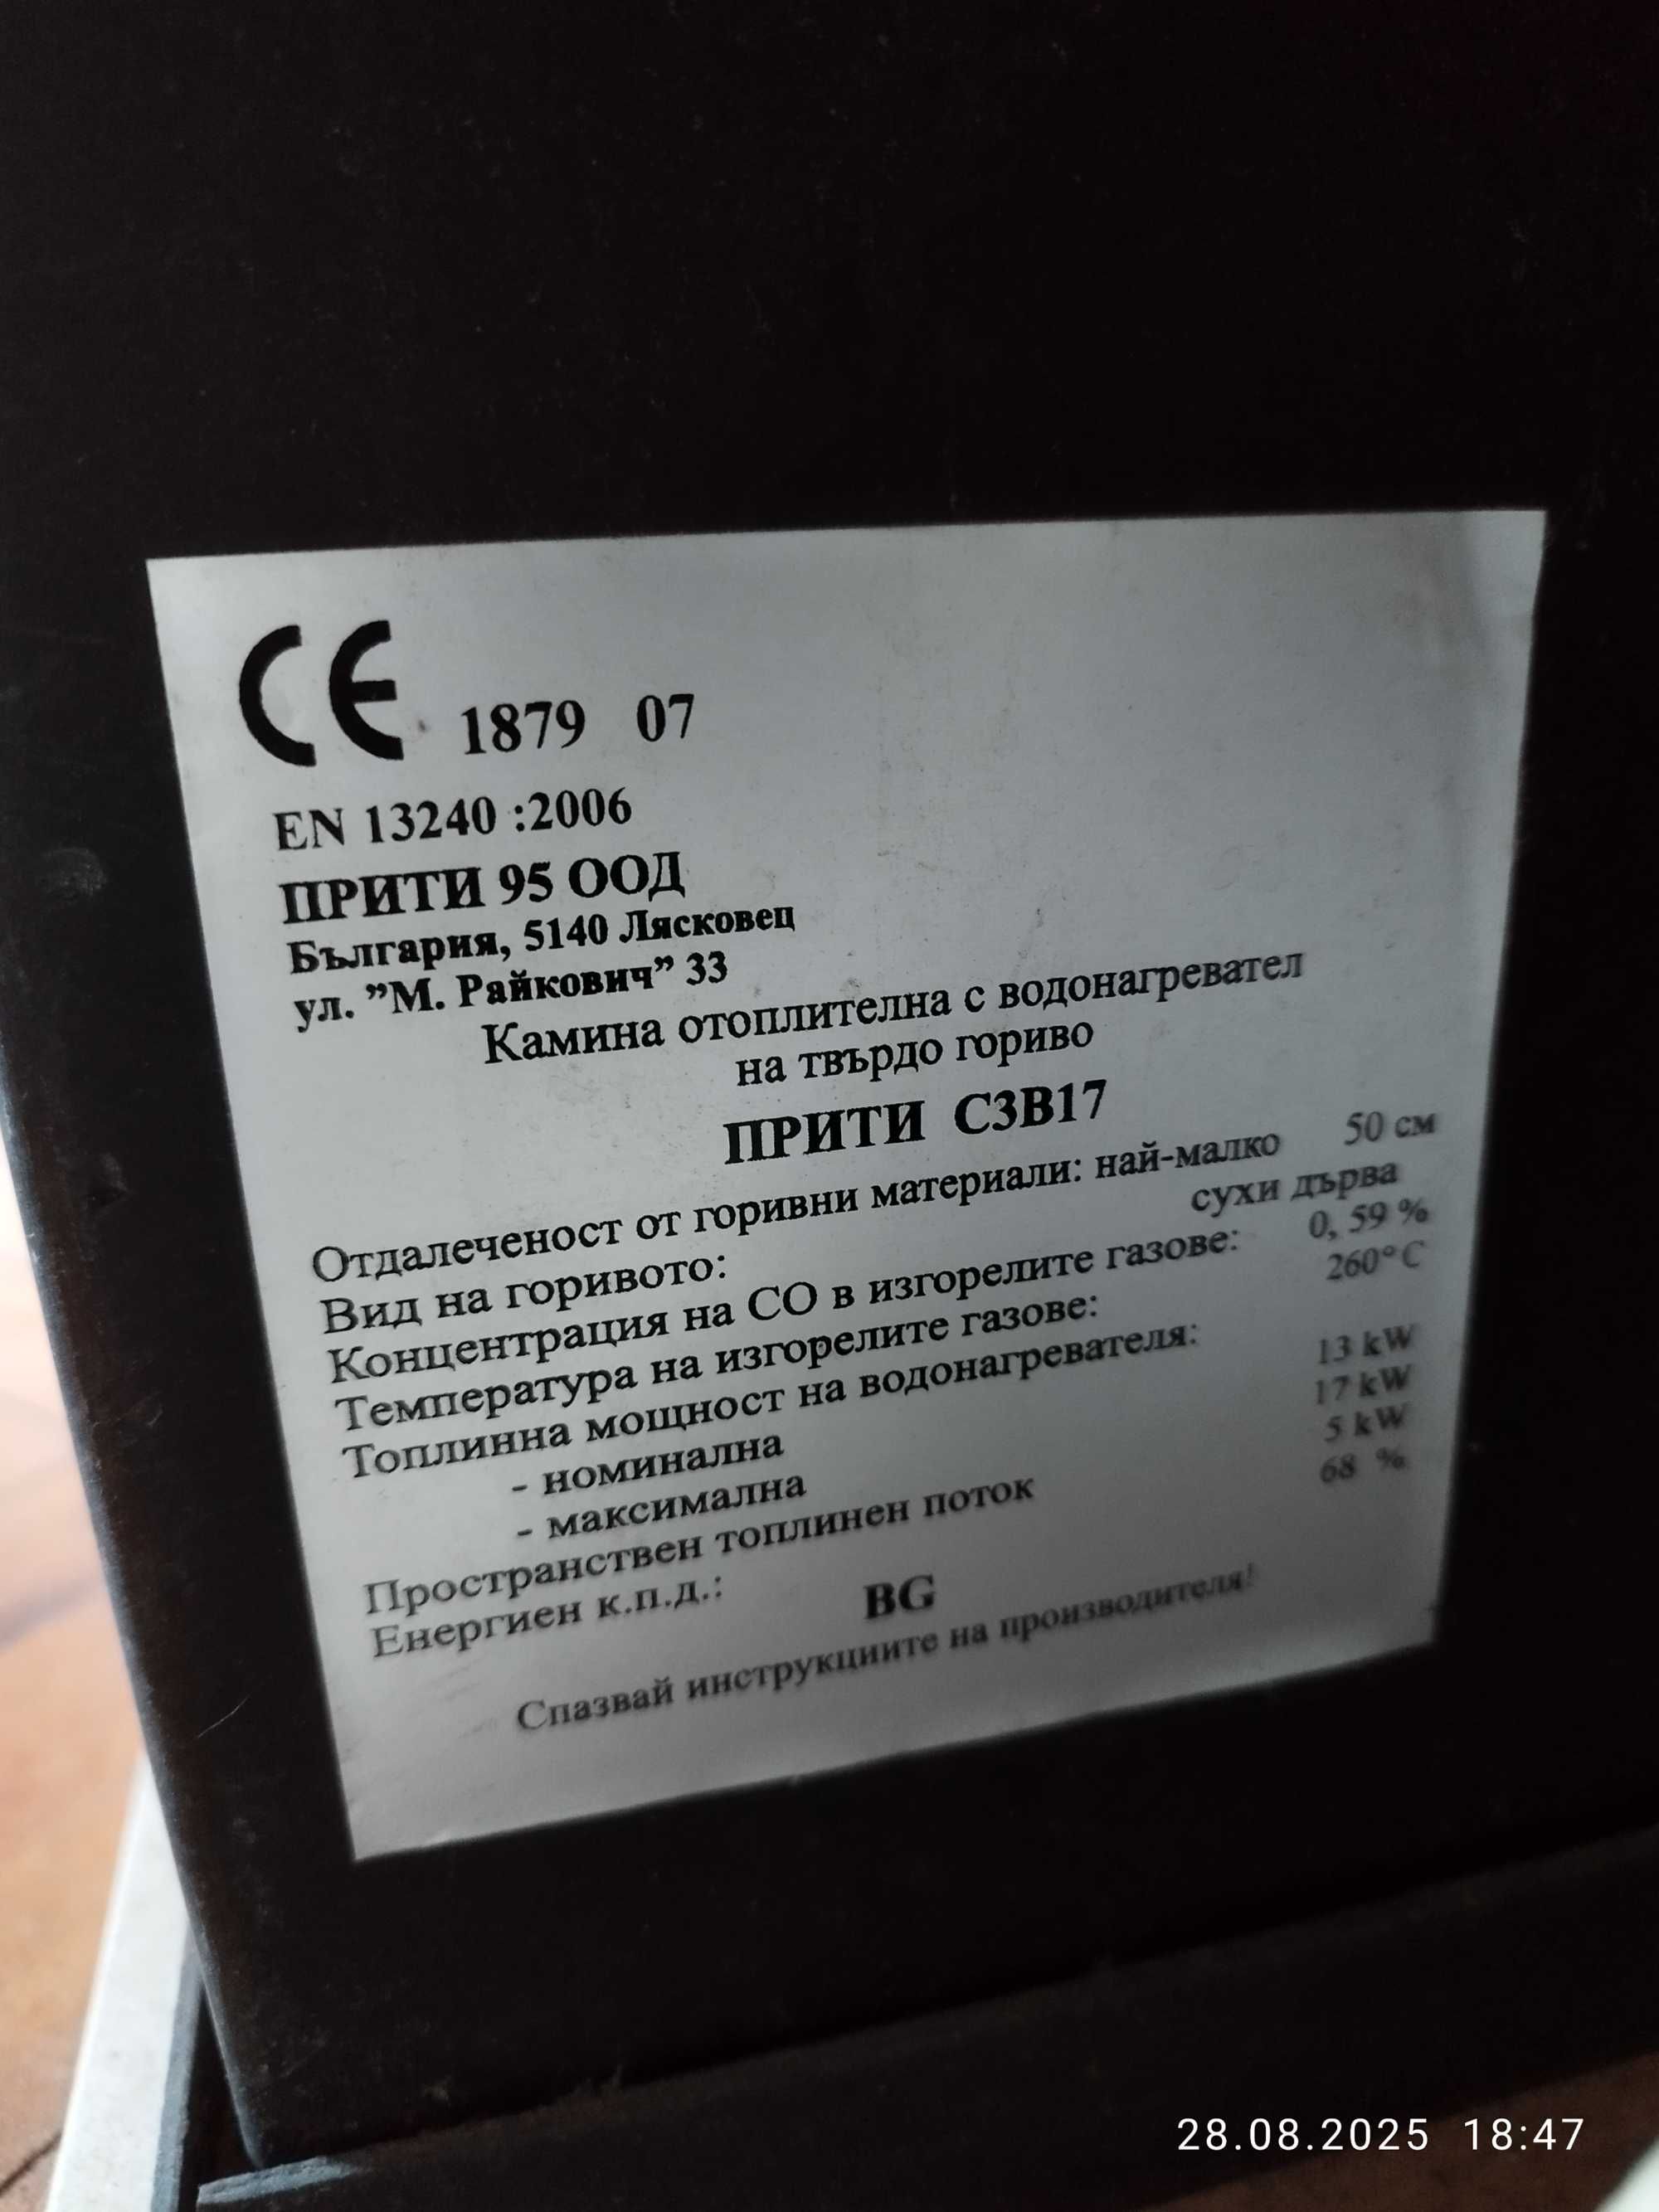 CE 1879 07
EN 13240 :2006
ПРИТИ 95 ООД
България, 5140 Лясковец
ул. ”М. Райкович” 33
Камина отоплителна с водонагревател
на твърдо гориво
ПРИТИ С3В17
Отдалеченост от горивни материали: най-малко 50 см
Вид на горивото: сухи дърва
Концентрация на СО в изгорелите газове: 0, 59 %
Температура на изгорелите газове: 260°С
Топлинна мощност на водонагревателя:
- номинална 13 kW
- максимална 17 kW
Пространствен топлинен поток 5 kW
Енергиен к.п.д.: 68 %
BG
Спазвай инструкциите на производителя!
28.08.2025 18:47